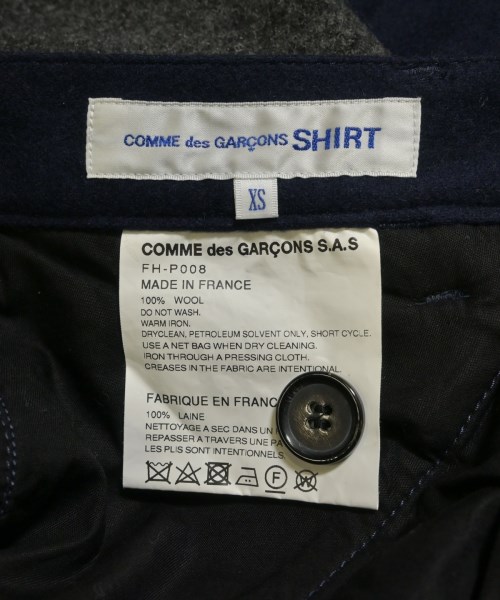 COMME des GARÇONS SHIRT
XS
COMME des GARÇONS S.A.S
FH-P008
MADE IN FRANCE
100% WOOL
DO NOT WASH.
WARM IRON.
DRYCLEAN, PETROLEUM SOLVENT ONLY, SHORT CYCLE.
USE A NET BAG WHEN DRY CLEANING.
IRON THROUGH A PRESSING CLOTH.
CREASES IN THE FABRIC ARE INTENTIONAL.
FABRIQUE EN FRANC
100% LAINE
NETTOYAGE A SEC DANS UN
REPASSER A TRAVERS UNE PA
LES PLIS SONT INTENTIONNELS.
F
W